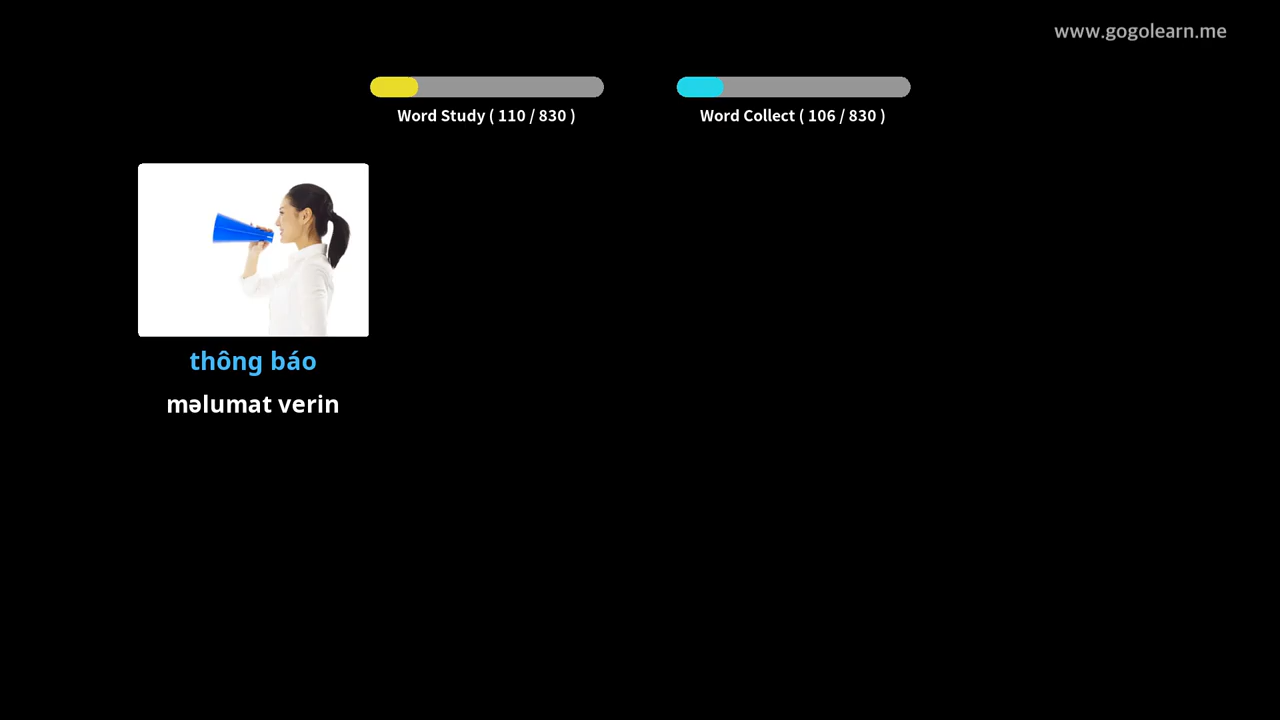 www.gogolearn.me
Word Study ( 110 / 830 )
Word Collect ( 106 / 830 )
thông báo
məlumat verin